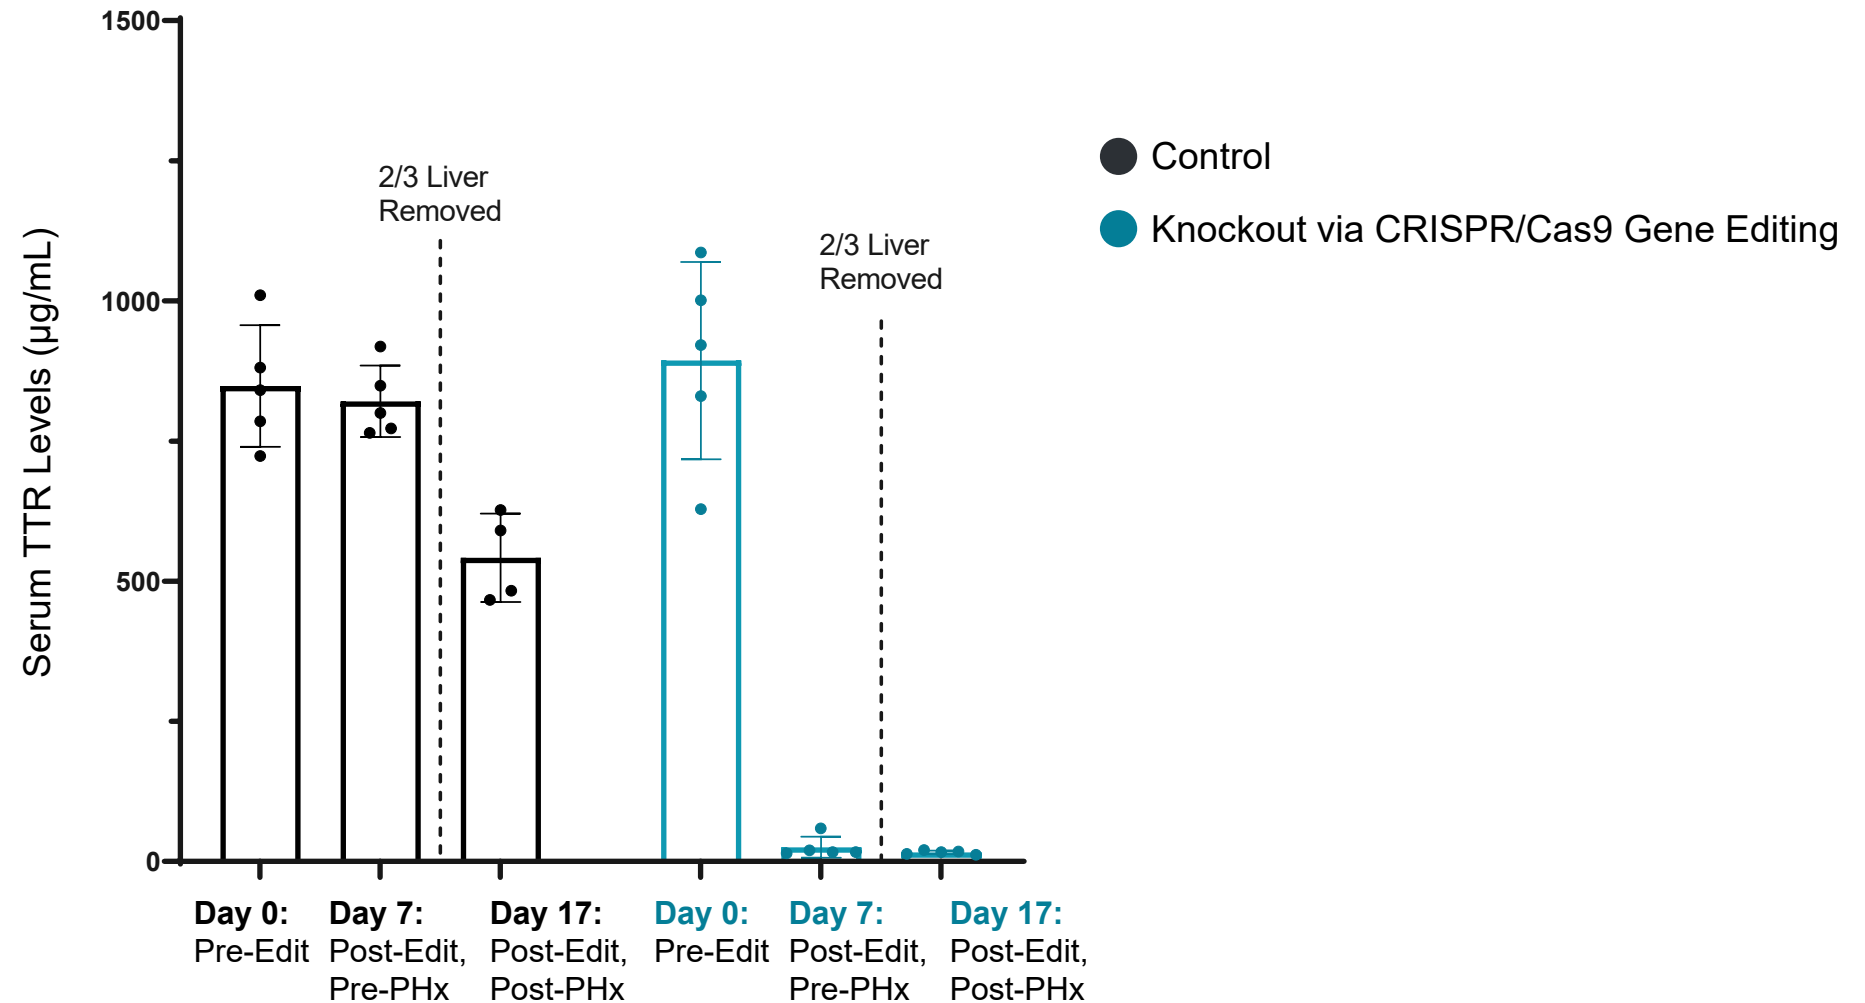 1500
1000
500
0
Serum TTR Levels (µg/mL)
2/3 Liver
Removed
2/3 Liver
Removed
Control
Knockout via CRISPR/Cas9 Gene Editing
Day 0:
Pre-Edit
Day 7:
Post-Edit,
Pre-PHx
Day 17:
Post-Edit,
Post-PHx
Day 0:
Pre-Edit
Day 7:
Post-Edit,
Pre-PHx
Day 17:
Post-Edit,
Post-PHx